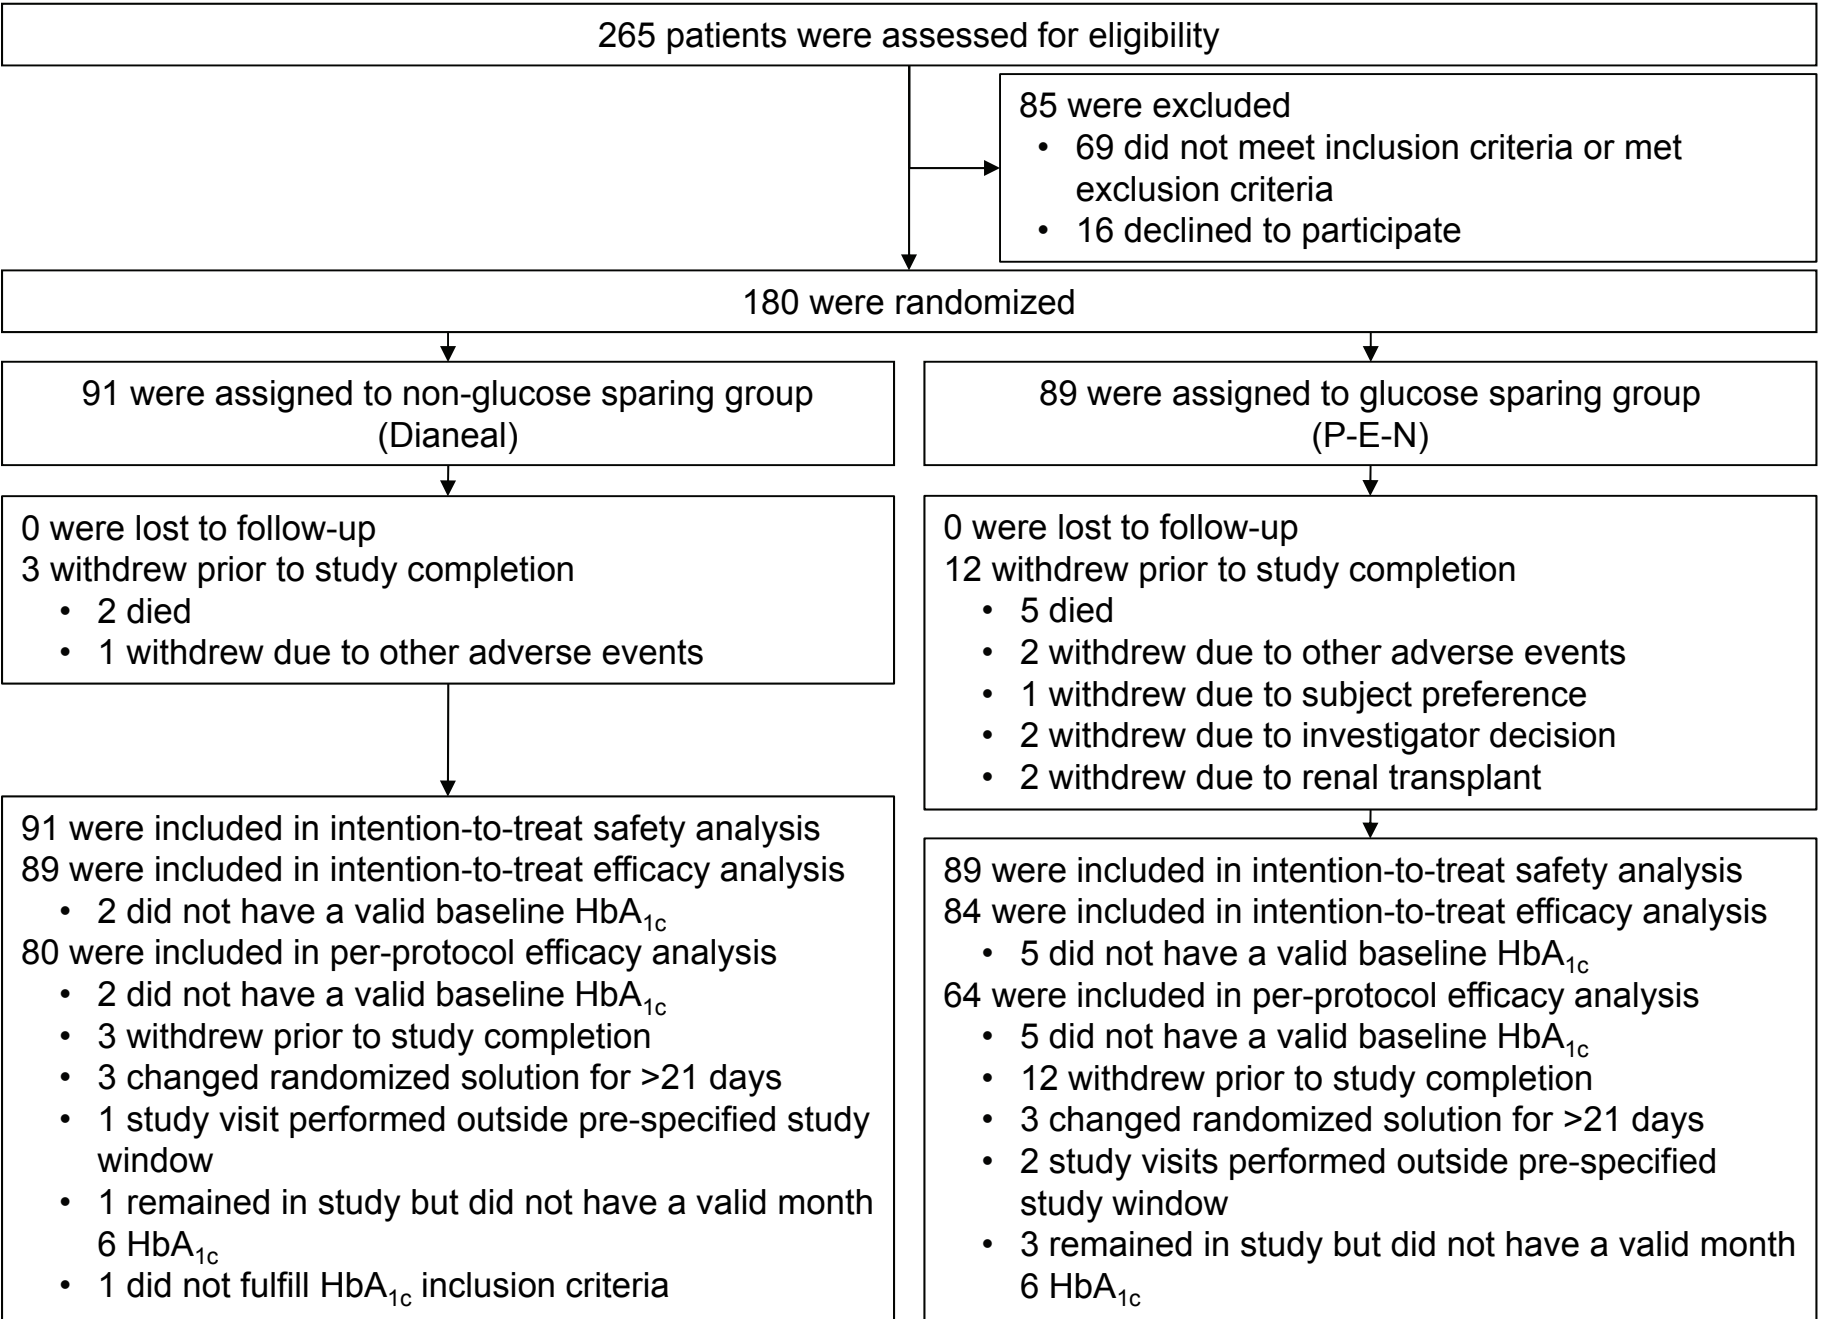 265 patients were assessed for eligibility
85 were excluded
• 69 did not meet inclusion criteria or met
exclusion criteria
• 16 declined to participate
180 were randomized
91 were assigned to non-glucose sparing group
(Dianeal)
89 were assigned to glucose sparing group
(P-E-N)
0 were lost to follow-up
3 withdrew prior to study completion
• 2 died
• 1 withdrew due to other adverse events
0 were lost to follow-up
12 withdrew prior to study completion
• 5 died
• 2 withdrew due to other adverse events
• 1 withdrew due to subject preference
• 2 withdrew due to investigator decision
• 2 withdrew due to renal transplant
91 were included in intention-to-treat safety analysis
89 were included in intention-to-treat efficacy analysis
• 2 did not have a valid baseline HbA1c
80 were included in per-protocol efficacy analysis
• 2 did not have a valid baseline HbA1c
• 3 withdrew prior to study completion
• 3 changed randomized solution for >21 days
• 1 study visit performed outside pre-specified study
window
• 1 remained in study but did not have a valid month
6 HbA1c
• 1 did not fulfill HbA1c inclusion criteria
89 were included in intention-to-treat safety analysis
84 were included in intention-to-treat efficacy analysis
• 5 did not have a valid baseline HbA1c
64 were included in per-protocol efficacy analysis
• 5 did not have a valid baseline HbA1c
• 12 withdrew prior to study completion
• 3 changed randomized solution for >21 days
• 2 study visits performed outside pre-specified
study window
• 3 remained in study but did not have a valid month
6 HbA1c